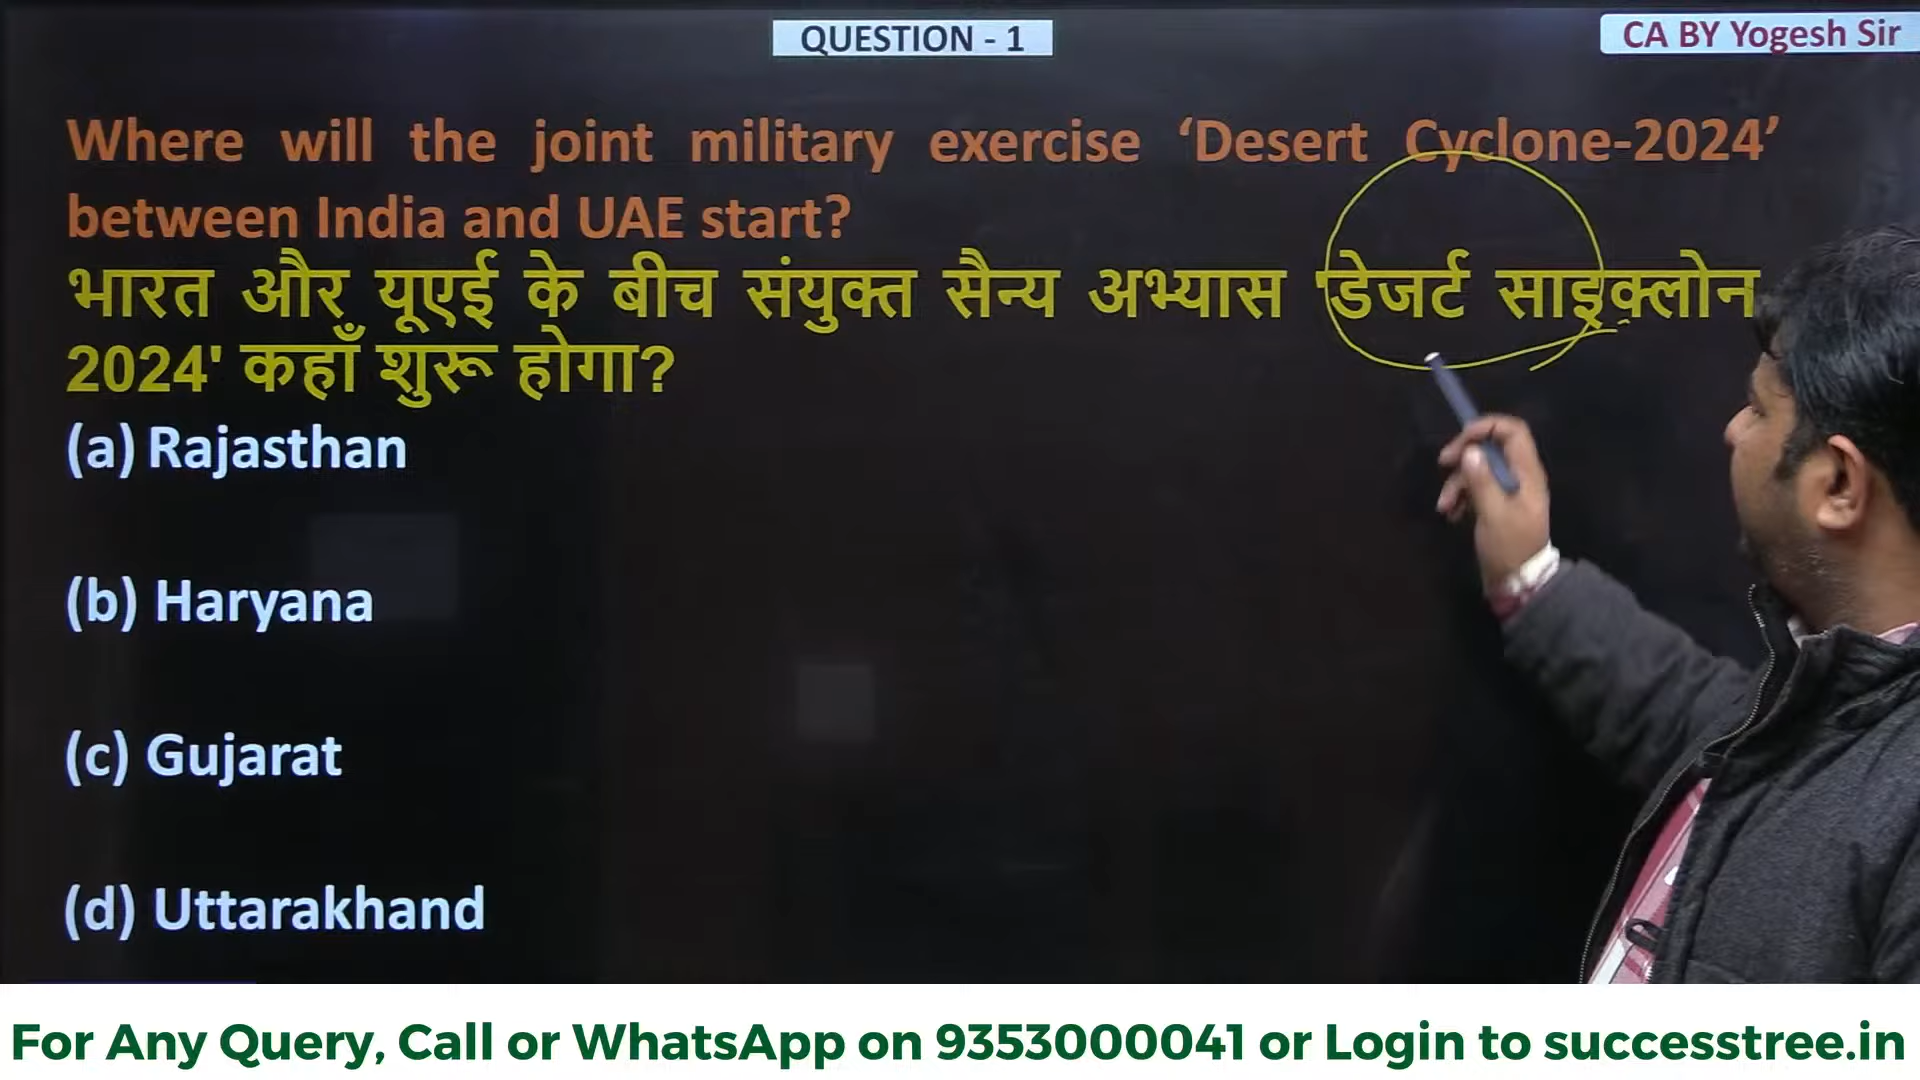 QUESTION - 1
CA BY Yogesh Sir
Where will the joint military exercise ‘Desert Cyclone-2024’
between India and UAE start?
भारत और यूएई के बीच संयुक्त सैन्य अभ्यास 'डेजर्ट साइक्लोन
2024' कहाँ शुरू होगा?
(a) Rajasthan
(b) Haryana
(c) Gujarat
(d) Uttarakhand
For Any Query, Call or WhatsApp on 9353000041 or Login to successtree.in